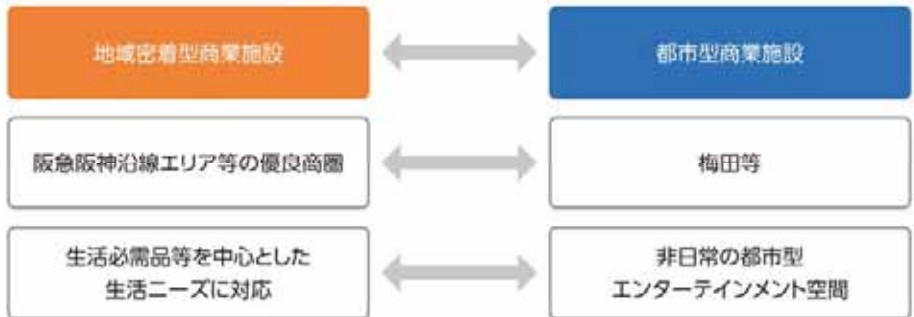 地域密着型商業施設
都市型商業施設
阪急阪神沿線エリア等の優良商圏
梅田等
生活必需品等を中心とした
生活ニーズに対応
非日常の都市型
エンターテインメント空間